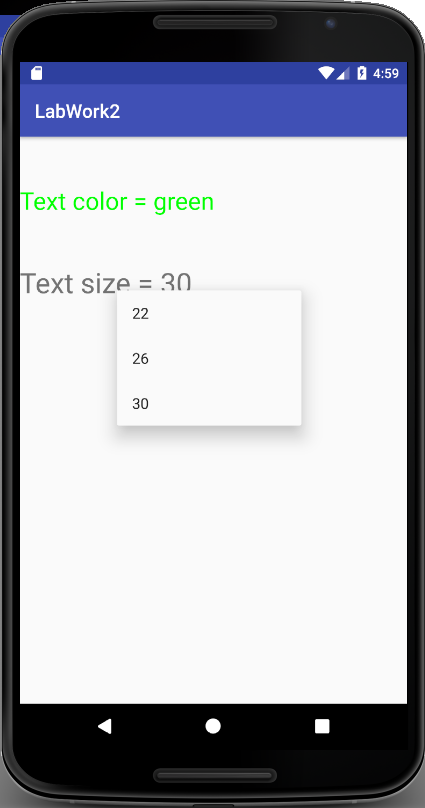 4:59
LabWork2
Text color = green
Text size = 30
22
26
30